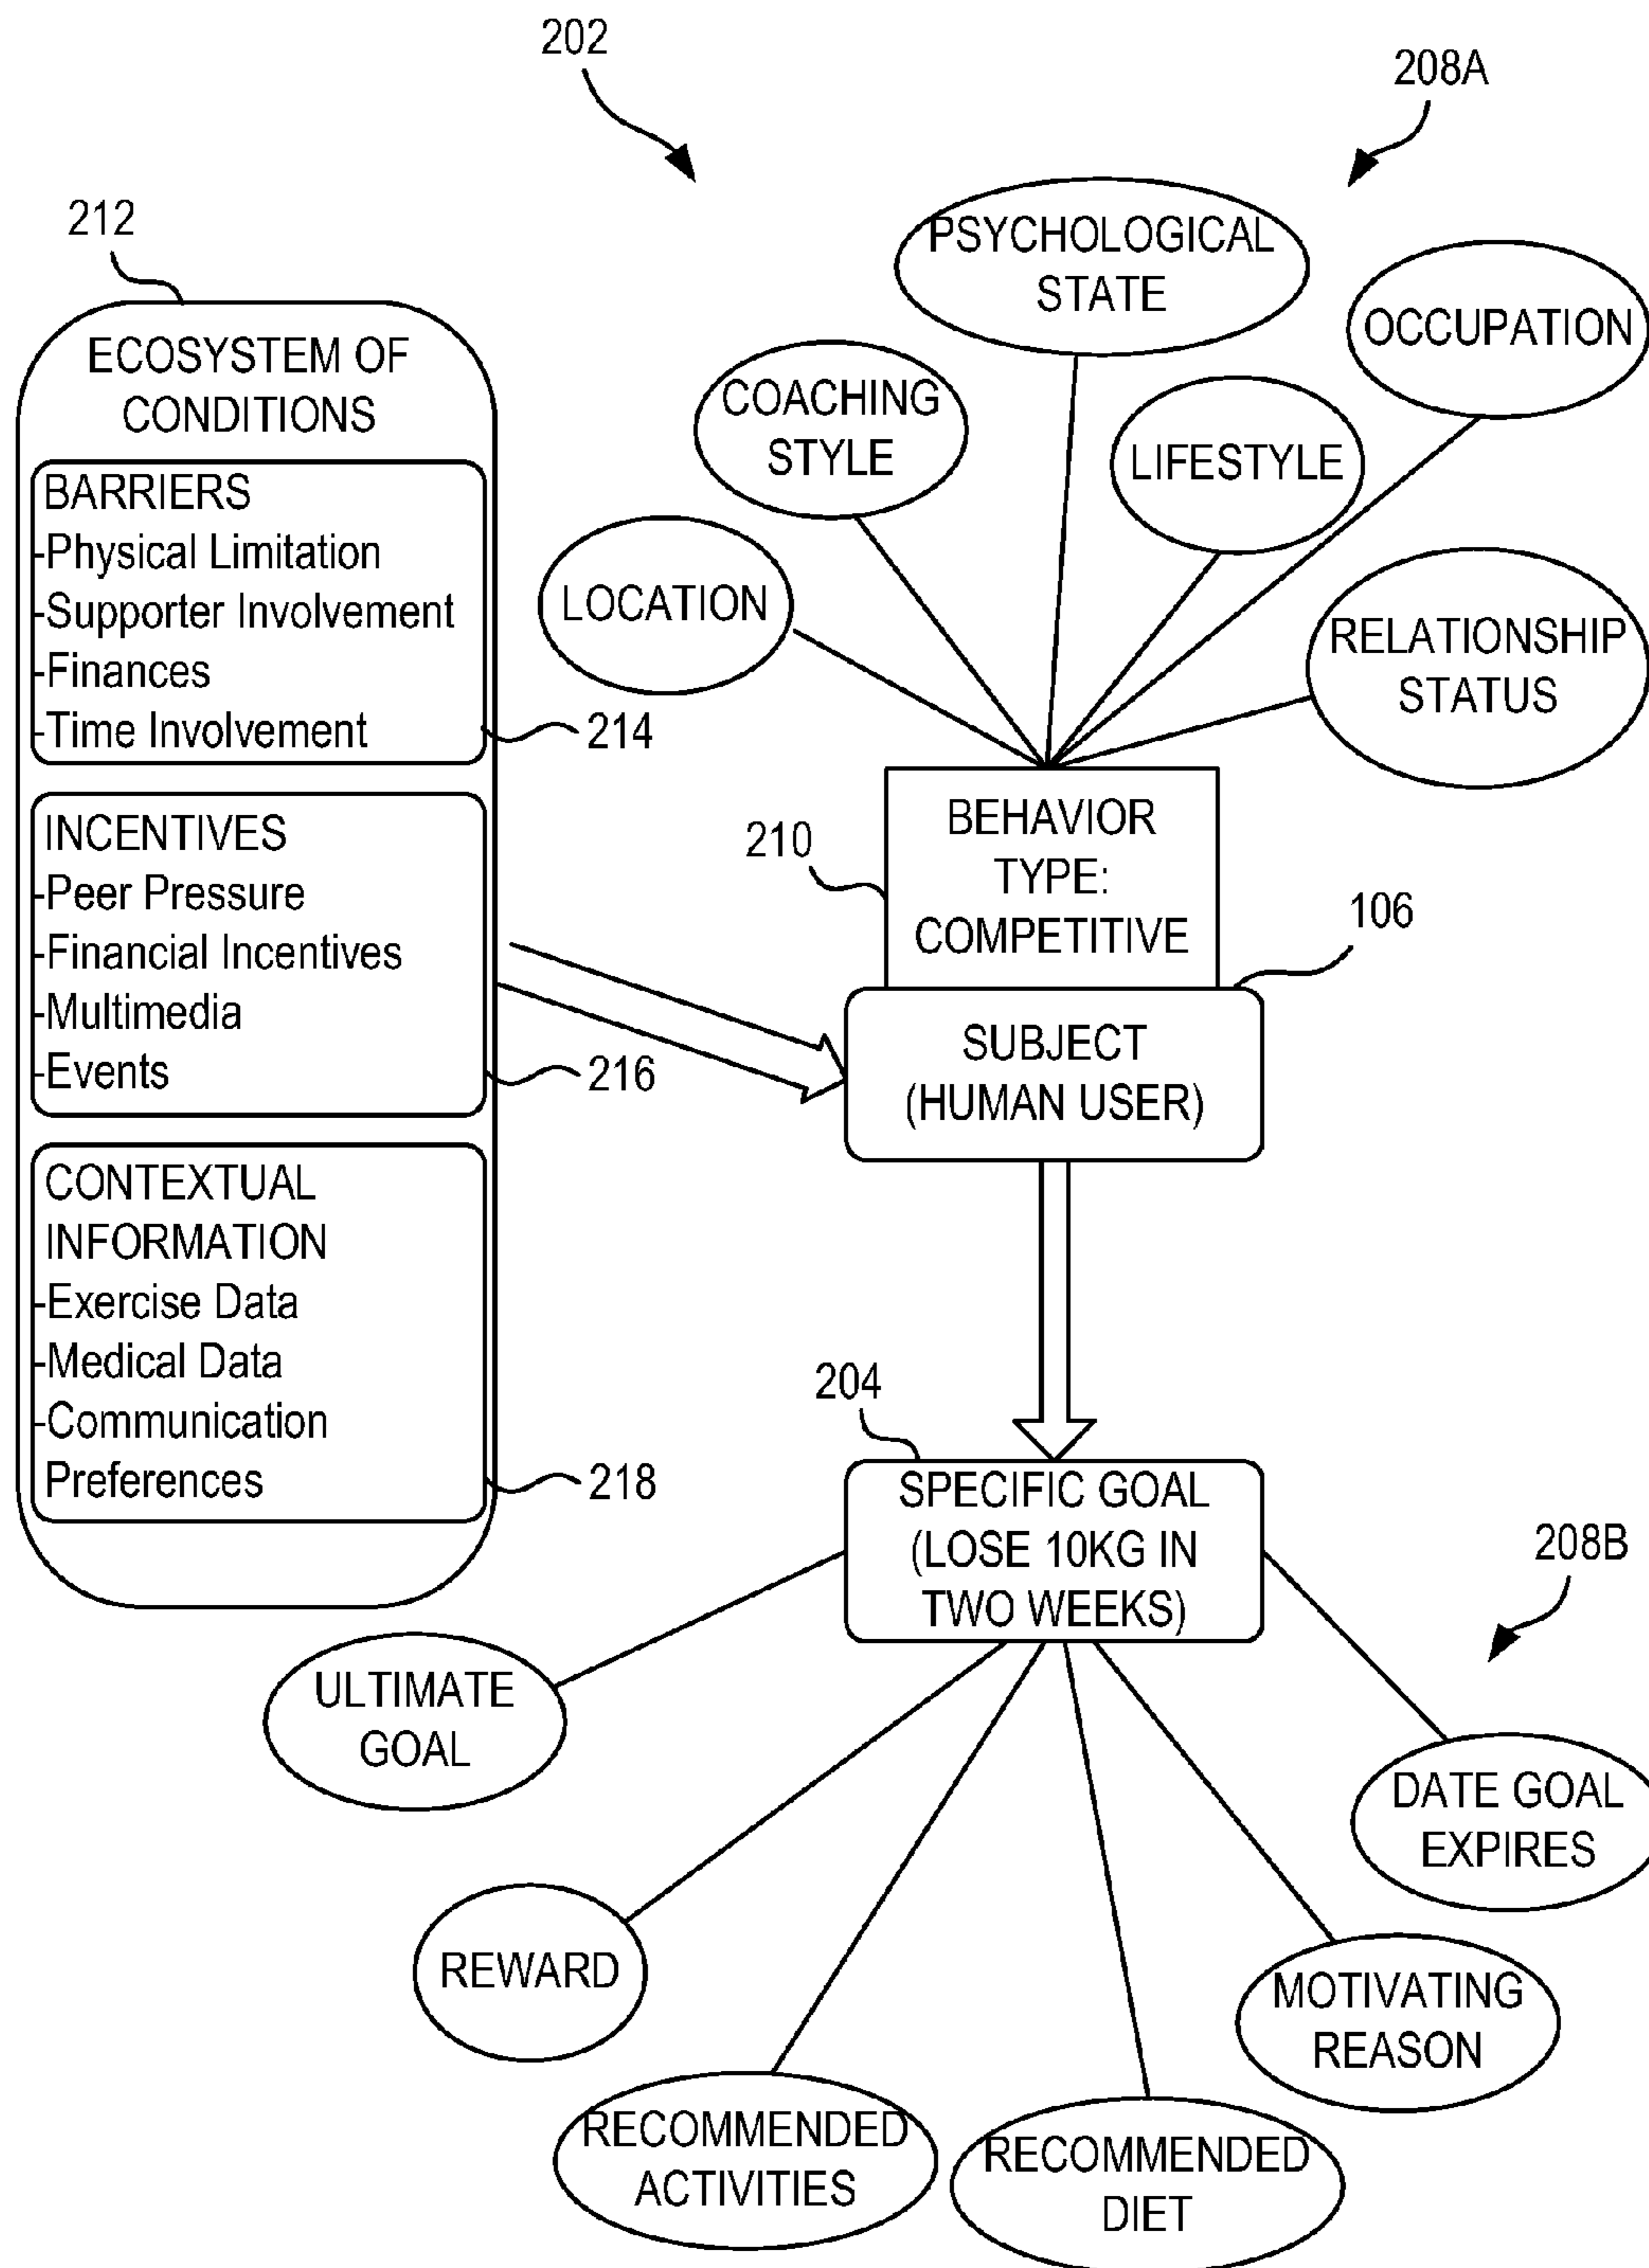 202
208A
212
PSYCHOLOGICAL
STATE
OCCUPATION
COACHING
STYLE
LIFESTYLE
LOCATION
RELATIONSHIP
STATUS
ECOSYSTEM OF
CONDITIONS
BARRIERS
-Physical Limitation
-Supporter Involvement
-Finances
-Time Involvement
214
INCENTIVES
-Peer Pressure
-Financial Incentives
-Multimedia
-Events
216
CONTEXTUAL
INFORMATION
-Exercise Data
-Medical Data
-Communication
Preferences
218
210
BEHAVIOR
TYPE:
COMPETITIVE
106
SUBJECT
(HUMAN USER)
204
SPECIFIC GOAL
(LOSE 10KG IN
TWO WEEKS)
208B
ULTIMATE
GOAL
DATE GOAL
EXPIRES
REWARD
MOTIVATING
REASON
RECOMMENDED
ACTIVITIES
RECOMMENDED
DIET